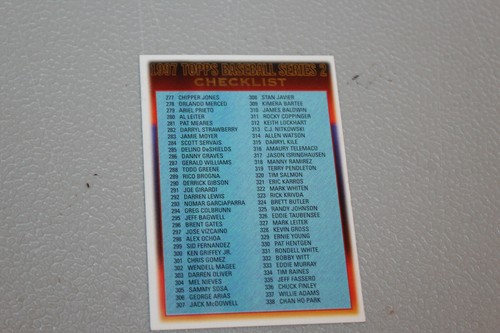 1997 TOPPS BASEBALL SERIES 2
CHECKLIST
277 CHIPPER JONES
278 ORLANDO MERCED
279 ARIEL PRIETO
280 AL LEITER
281 PAT MEARES
282 DARRYL STRAWBERRY
283 JAMIE MOYER
284 SCOTT SERVAIS
285 DELINO DeSHIELDS
286 DANNY GRAVES
287 GERALD WILLIAMS
288 TODD GREENE
289 RICO BROGNA
290 DERRICK GIBSON
291 JOE GIRARDI
292 DARREN LEWIS
293 NOMAR GARCIAPARRA
294 GREG COLBRUNN
295 JEFF BAGWELL
296 BRENT GATES
297 JOSE VIZCAINO
298 ALEX OCHOA
299 SID FERNANDEZ
300 KEN GRIFFEY JR.
301 CHRIS GOMEZ
302 WENDELL MAGEE
303 DARREN OLIVER
304 MEL NIEVES
305 SAMMY SOSA
306 GEORGE ARIAS
307 JACK McDOWELL
308 STAN JAVIER
309 KIMERA BARTEE
310 JAMES BALDWIN
311 ROCKY COPPINGER
312 KEITH LOCKHART
313 C.J. NITKOWSKI
314 ALLEN WATSON
315 DARRYL KILE
316 AMAURY TELEMACO
317 JASON ISRINGHAUSEN
318 MANNY RAMIREZ
319 TERRY PENDLETON
320 TIM SALMON
321 ERIC KARROS
322 MARK WHITEN
323 RICK KRIVDA
324 BRETT BUTLER
325 RANDY JOHNSON
326 EDDIE TAUBENSEE
327 MARK LEITER
328 KEVIN GROSS
329 ERNIE YOUNG
330 PAT HENTGEN
331 RONDELL WHITE
332 BOBBY WITT
333 EDDIE MURRAY
334 TIM RAINES
335 JEFF FASSERO
336 CHUCK FINLEY
337 WILLIE ADAMS
338 CHAN HO PARK